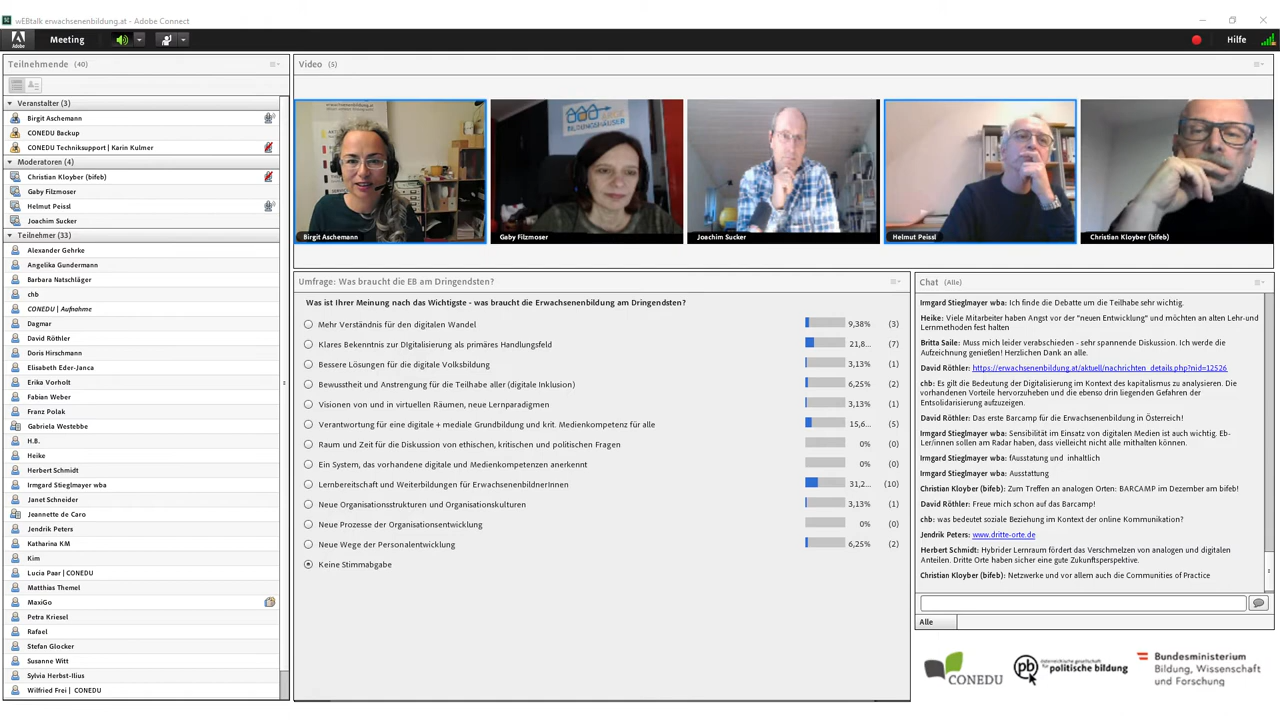 wEBtalk erwachsenenbildung.at - Adobe Connect
Adobe
Meeting
Hilfe
Teilnehmende (40)
Veranstalter (3)
Birgit Aschemann
CONEDU Backup
CONEDU Techniksupport | Karin Kulmer
Moderatoren (4)
Christian Kloyber (bifeb)
Gaby Filzmoser
Helmut Peissl
Joachim Sucker
Teilnehmer (33)
Alexander Gehrke
Angelika Gundermann
Barbara Natschläger
chb
CONEDU | Aufnahme
Dagmar
David Röthler
Doris Hirschmann
Elisabeth Eder-Janca
Erika Vorholt
Fabian Weber
Franz Polak
Gabriela Westebbe
H.B.
Heike
Herbert Schmidt
Irmgard Stieglmayer wba
Janet Schneider
Jeannette de Caro
Jendrik Peters
Katharina KM
Kim
Lucia Paar | CONEDU
Matthias Themel
MaxiGo
Petra Kriesel
Rafael
Stefan Glocker
Susanne Witt
Sylvia Herbst-Ilius
Wilfried Frei | CONEDU
Video (5)
erwachsenenbildung.at
BILDUNGSHÄUSER
Birgit Aschemann
Gaby Filzmoser
Joachim Sucker
Helmut Peissl
Christian Kloyber (bifeb)
Umfrage: Was braucht die EB am Dringendsten?
Was ist Ihrer Meinung nach das Wichtigste - was braucht die Erwachsenenbildung am Dringendsten?
Mehr Verständnis für den digitalen Wandel 9,38% (3)
Klares Bekenntnis zur DIgitalisierung als primäres Handlungsfeld 21,8... (7)
Bessere Lösungen für die digitale Volksbildung 3,13% (1)
Bewusstheit und Anstrengung für die Teilhabe aller (digitale Inklusion) 6,25% (2)
Visionen von und in virtuellen Räumen, neue Lernparadigmen 3,13% (1)
Verantwortung für eine digitale + mediale Grundbildung und krit. Medienkompetenz für alle 15,6... (5)
Raum und Zeit für die Diskussion von ethischen, kritischen und politischen Fragen 0% (0)
Ein System, das vorhandene digitale und Medienkompetenzen anerkennt 0% (0)
Lernbereitschaft und Weiterbildungen für ErwachsenenbildnerInnen 31,2... (10)
Neue Organisationsstrukturen und Organisationskulturen 3,13% (1)
Neue Prozesse der Organisationsentwicklung 0% (0)
Neue Wege der Personalentwicklung 6,25% (2)
Keine Stimmabgabe
Chat (Alle)
Irmgard Stieglmayer wba: Ich finde die Debatte um die Teilhabe sehr wichtig.
Heike: Viele Mitarbeiter haben Angst vor der "neuen Entwicklung" und möchten an alten Lehr-und
Lernmethoden fest halten
Britta Saile: Muss mich leider verabschieden - sehr spannende Diskussion. Ich werde die
Aufzeichnung genießen! Herzlichen Dank an alle.
David Röthler: https://erwachsenenbildung.at/aktuell/nachrichten_details.php?nid=12526
chb: Es gilt die Bedeutung der Digitalisierung im Kontext des kapitalismus zu analysieren. Die
vorhandenen Vorteile hervorzuheben und die ebenso drin liegenden Gefahren der
Entsolidarisierung aufzuzeigen.
David Röthler: Das erste Barcamp für die Erwachsenenbildung in Österreich!
Irmgard Stieglmayer wba: Sensibilität im Einsatz von digitalen Medien ist auch wichtig. Eb-
Ler/innen sollen am Radar haben, dass vielleicht nicht alle mithalten können.
Irmgard Stieglmayer wba: fAusstatung und inhaltlich
Irmgard Stieglmayer wba: Ausstattung
Christian Kloyber (bifeb): Zum Treffen an analogen Orten: BARCAMP im Dezember am bifeb!
David Röthler: Freue mich schon auf das Barcamp!
chb: was bedeutet soziale Beziehung im Kontext der online Kommunikation?
Jendrik Peters: www.dritte-orte.de
Herbert Schmidt: Hybrider Lernraum fördert das Verschmelzen von analogen und digitalen
Anteilen. Dritte Orte haben sicher eine gute Zukunftsperspektive.
Christian Kloyber (bifeb): Netzwerke und vor allem auch die Communities of Practice
Alle
CONEDU
pb
österreichische gesellschaft für
politische bildung
Bundesministerium
Bildung, Wissenschaft
und Forschung